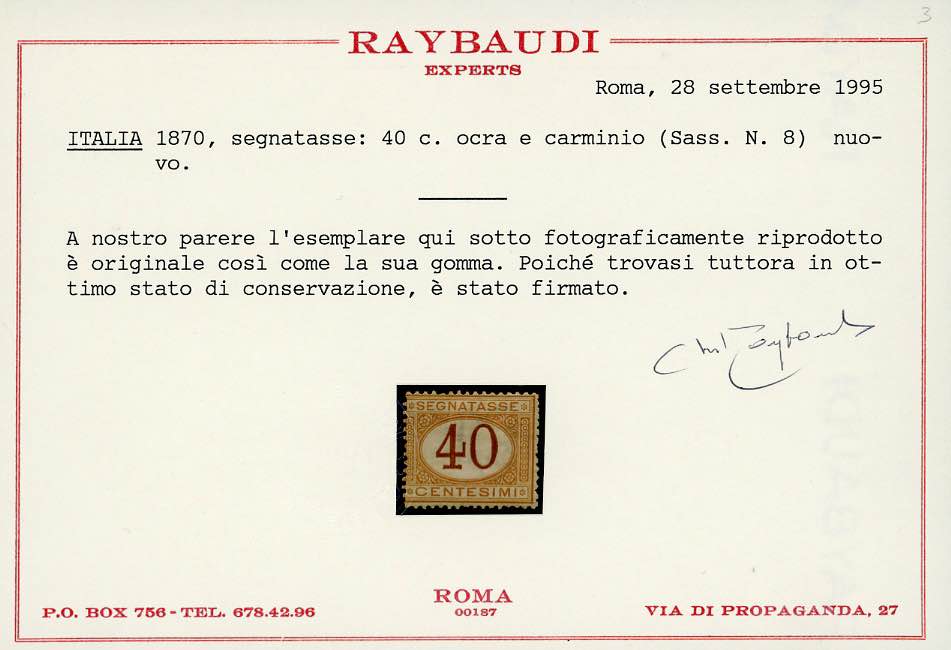 3
RAYBAUDI
EXPERTS
Roma, 28 settembre 1995
ITALIA 1870, segnatasse: 40 c. ocra e carminio (Sass. N. 8) nuo-
vo.
A nostro parere l'esemplare qui sotto fotograficamente riprodotto
è originale così come la sua gomma. Poiché trovasi tuttora in ot-
timo stato di conservazione, è stato firmato.
SEGNATASSE
40
CENTESIMI
ROMA
00187
P.O. BOX 756 - TEL. 678.42.96
VIA DI PROPAGANDA, 27